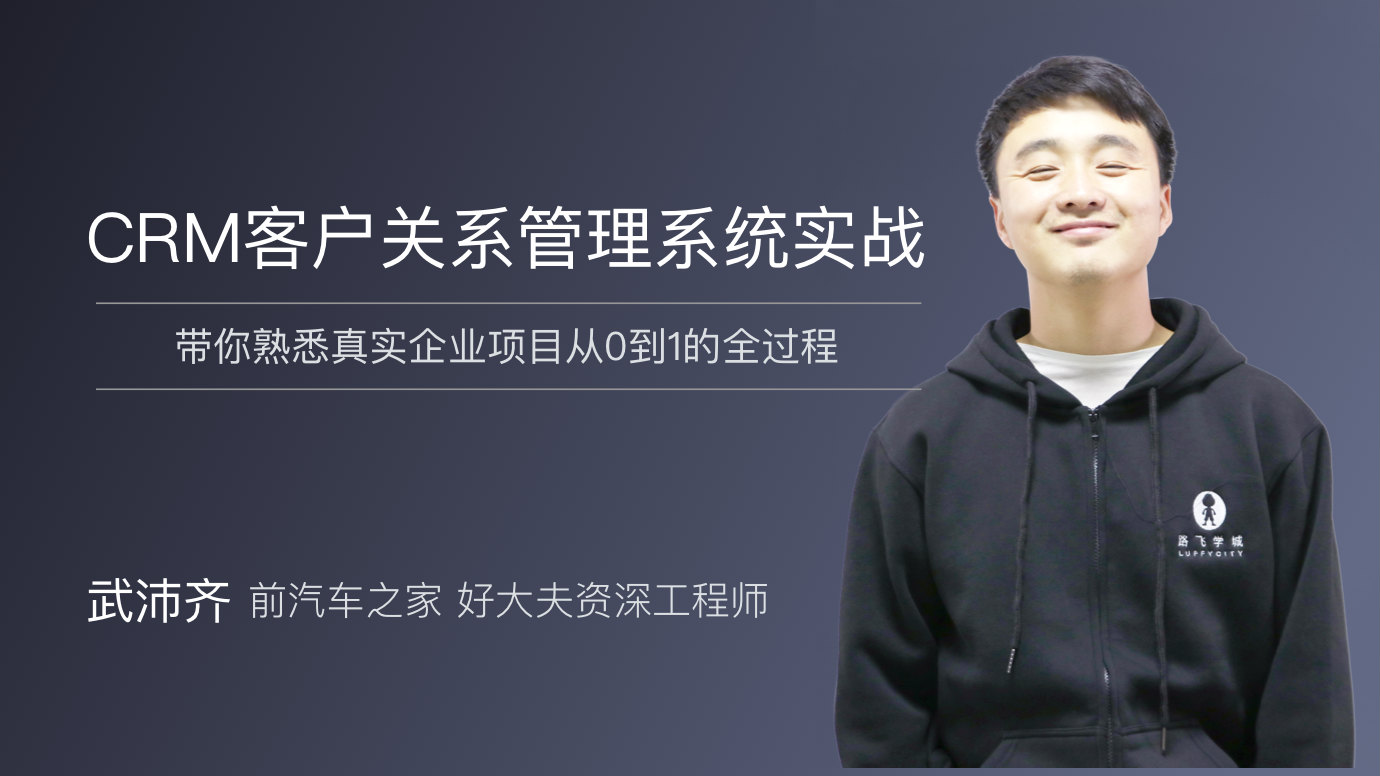 CRM客户关系管理系统实战
带你熟悉真实企业项目从0到1的全过程
武沛齐 前汽车之家 好大夫资深工程师
路飞学城
LUFFYCITY